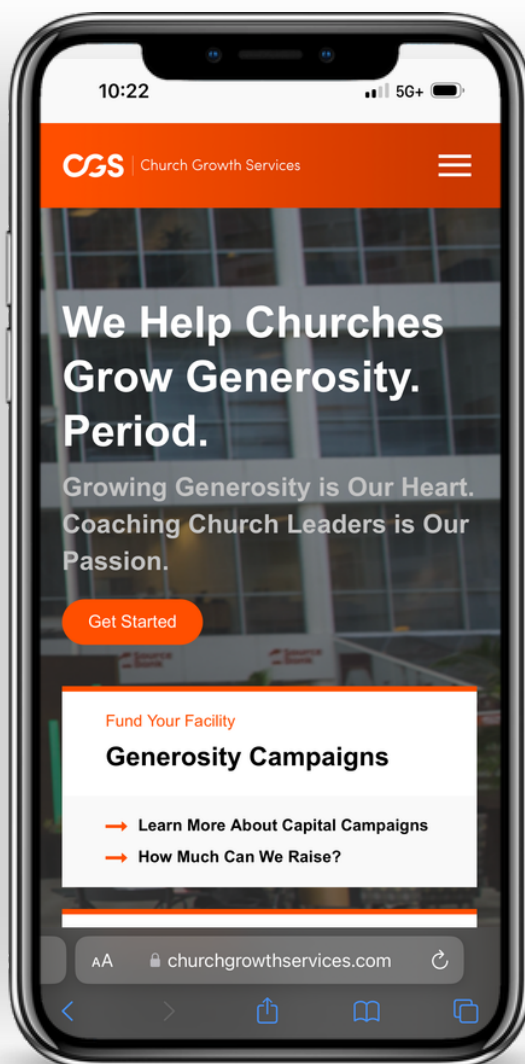 10:22
5G+
CGS | Church Growth Services
We Help Churches
Grow Generosity.
Period.
Growing Generosity is Our Heart.
Coaching Church Leaders is Our
Passion.
Get Started
Source
Bank
Fund Your Facility
Generosity Campaigns
Learn More About Capital Campaigns
How Much Can We Raise?
AA churchgrowthservices.com